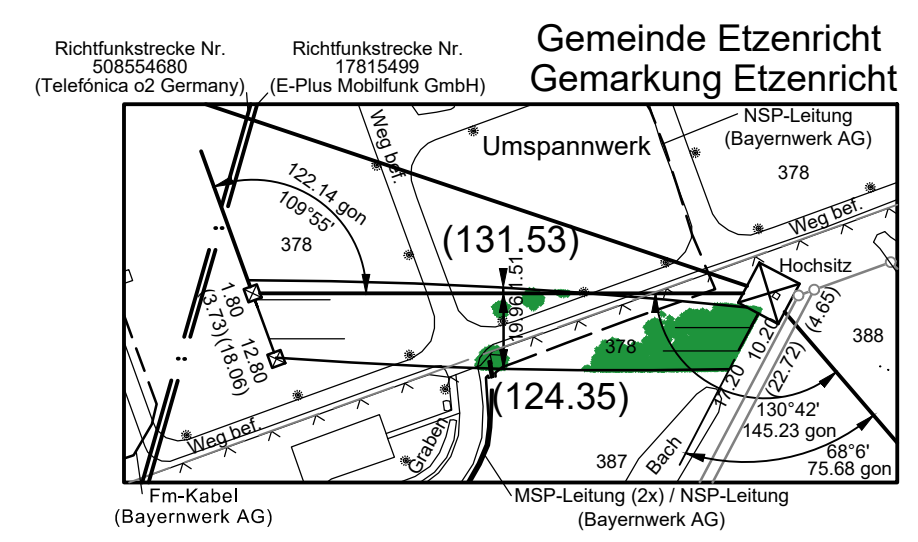 Gemeinde Etzenricht
Gemarkung Etzenricht
Richtfunkstrecke Nr.
508554680
(Telefónica o2 Germany)
Richtfunkstrecke Nr.
17815499
(E-Plus Mobilfunk GmbH)
NSP-Leitung
(Bayernwerk AG)
Weg bef.
Umspannwerk
378
122.14 gon
109°55'
378
(131.53)
Weg bef.
Hochsitz
1.51
19.96
1.80
(3.73)
(18.06)
12.80
378
10.20
(4.65)
(22.72)
17.20
388
(124.35)
130°42'
145.23 gon
68°6'
75.68 gon
Weg bef.
Graben
387
Bach
Fm-Kabel
(Bayernwerk AG)
MSP-Leitung (2x) / NSP-Leitung
(Bayernwerk AG)